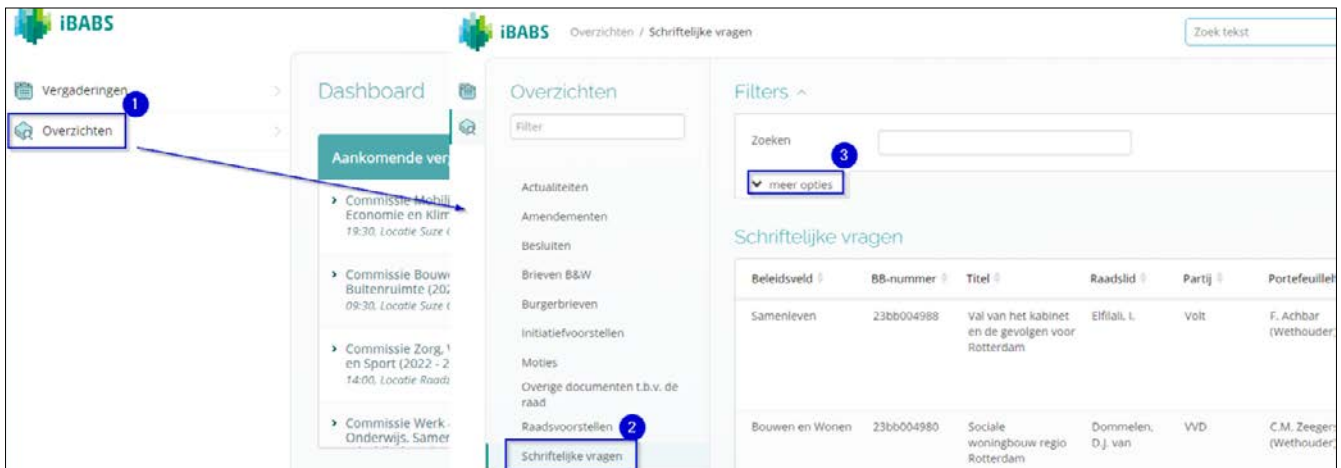 iBABS
Vergaderingen
1
Overzichten
Dashboard
Aankomende ver
Commissie Mobili
Economie en Klim
19:30, Locatie Suze
Commissie Bouw
Buitenruimte (202
09:30, Locatie Suze
Commissie Zorg,
en Sport (2022 - 2
14:00, Locatie Raad
Commissie Werk
Onderwijs, Samer
iBABS
Overzichten / Schriftelijke vragen
Zoek tekst
Overzichten
Filter
Actualiteiten
Amendementen
Besluiten
Brieven B&W
Burgerbrieven
Initiatiefvoorstellen
Moties
Overige documenten t.b.v. de
raad
Raadsvoorstellen
2
Schriftelijke vragen
Filters
Zoeken
3
meer opties
Schriftelijke vragen
Beleidsveld BB-nummer Titel Raadslid Partij Portefeuilleh
Samenleven 23bb004988 Val van het kabinet Elfilali, I. Volt F. Achbar
en de gevolgen voor (Wethouder
Rotterdam
Bouwen en Wonen 23bb004980 Sociale Dommelen, VVD C.M. Zeegers
woningbouw regio D.J. van (Wethouder
Rotterdam